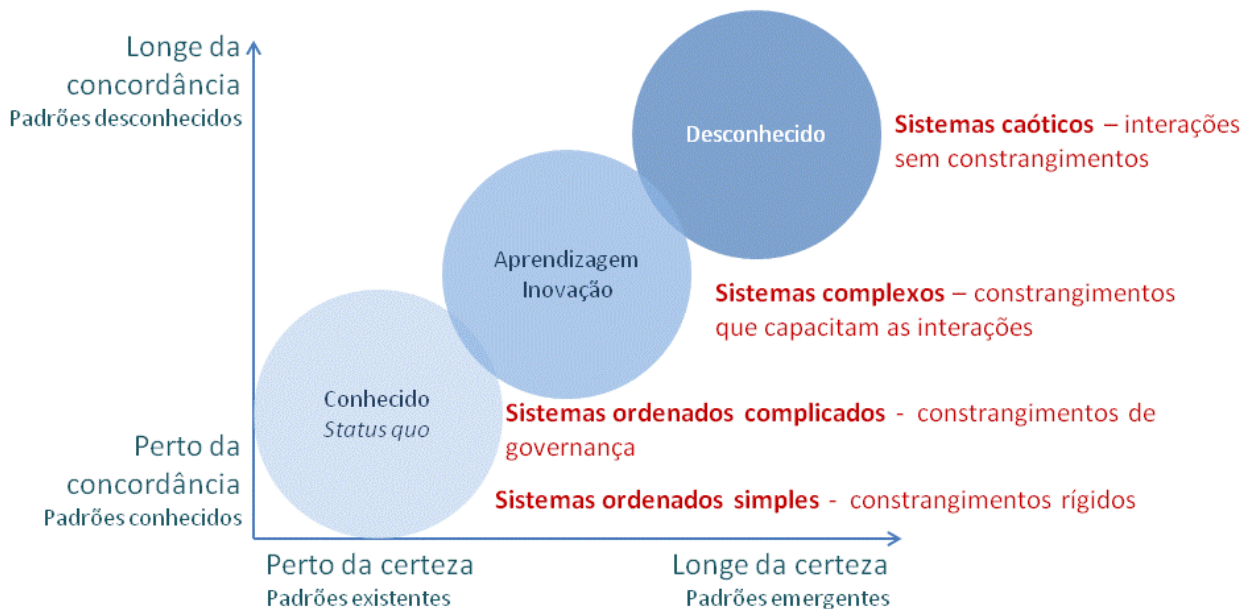 Longe da
concordância
Padrões desconhecidos
Desconhecido
Sistemas caóticos – interações
sem constrangimentos
Aprendizagem
Inovação
Sistemas complexos – constrangimentos
que capacitam as interações
Conhecido
Status quo
Sistemas ordenados complicados - constrangimentos de
governança
Perto da
concordância
Padrões conhecidos
Sistemas ordenados simples - constrangimentos rígidos
Perto da certeza
Padrões existentes
Longe da certeza
Padrões emergentes